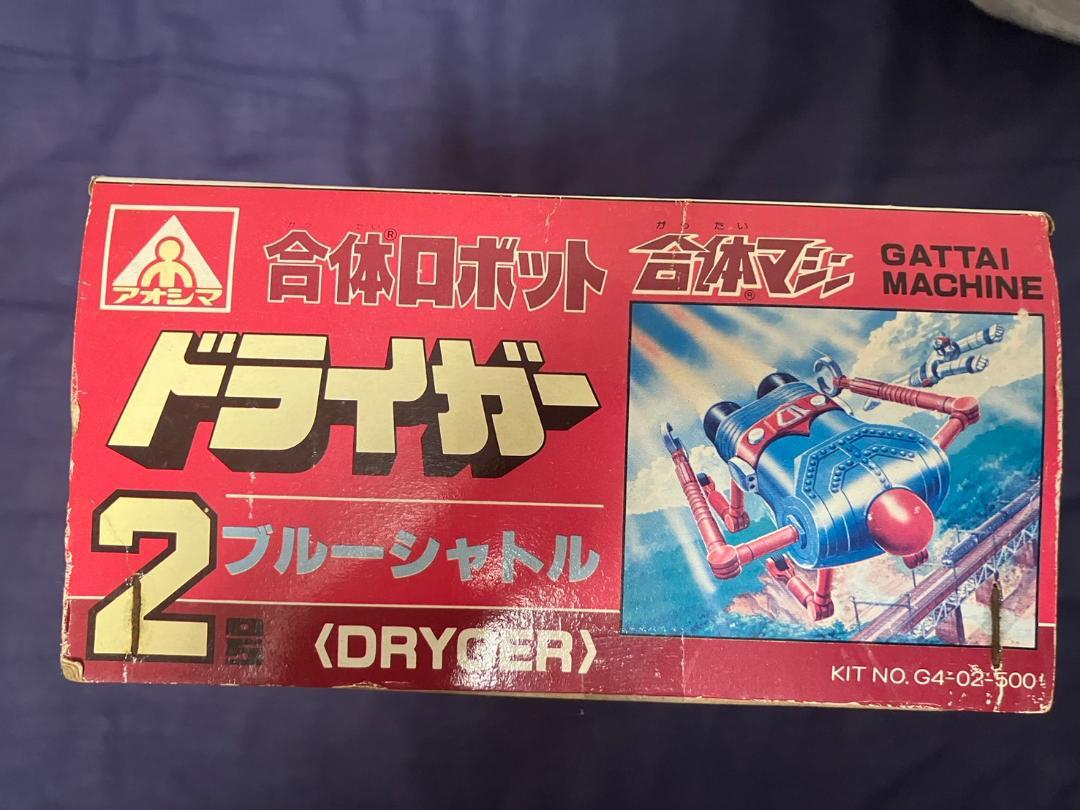 アオシマ
合体®ロボット
がったい
合体マシン®
GATTAI
MACHINE
ドライガー
2号
ブルーシャトル
〈DRYGER〉
KIT NO. G4-02-500